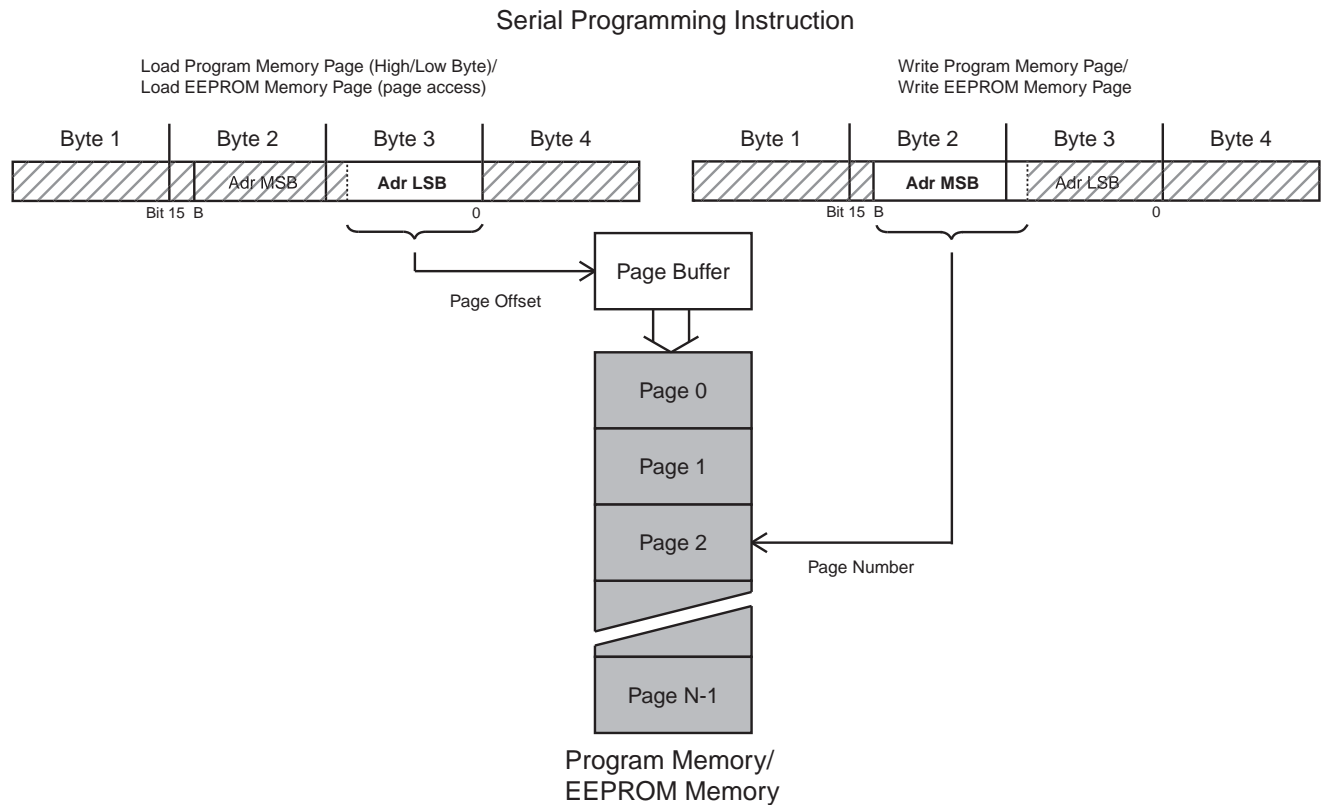 Serial Programming Instruction
Load Program Memory Page (High/Low Byte)/
Load EEPROM Memory Page (page access)
Write Program Memory Page/
Write EEPROM Memory Page
Byte 1 Byte 2 Byte 3 Byte 4
Byte 1 Byte 2 Byte 3 Byte 4
Adr MSB Adr LSB
Adr MSB Adr LSB
Bit 15 B 0
Bit 15 B 0
Page Buffer
Page Offset
Page 0
Page 1
Page 2
Page Number
Page N-1
Program Memory/
EEPROM Memory